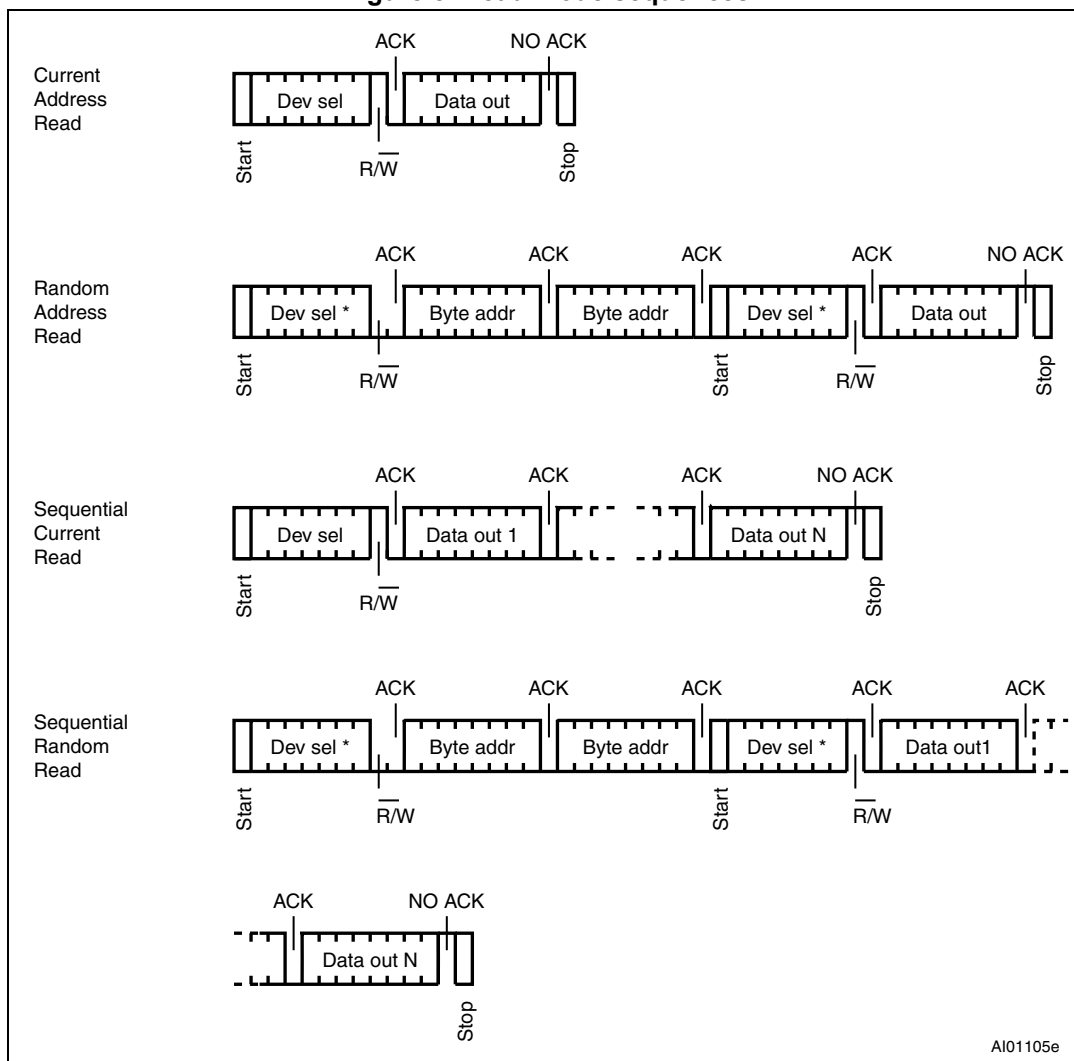 ACK NO ACK
Current
Address
Read
Dev sel Data out
Start R/W Stop
ACK ACK ACK ACK NO ACK
Random
Address
Read
Dev sel * Byte addr Byte addr Dev sel * Data out
Start R/W Start R/W Stop
ACK ACK ACK NO ACK
Sequential
Current
Read
Dev sel Data out 1 Data out N
Start R/W Stop
ACK ACK ACK ACK ACK
Sequential
Random
Read
Dev sel * Byte addr Byte addr Dev sel * Data out1
Start R/W Start R/W
ACK NO ACK
Data out N
Stop
AI01105e